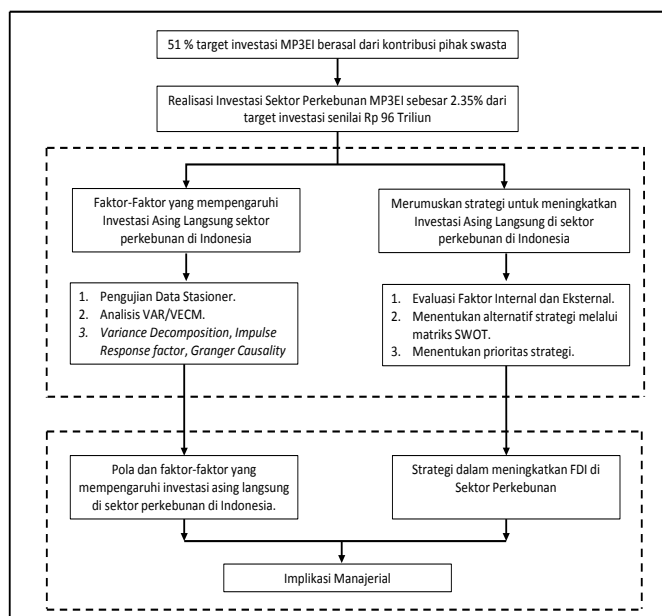 51 % target investasi MP3EI berasal dari kontribusi pihak swasta
Realisasi Investasi Sektor Perkebunan MP3EI sebesar 2.35% dari
target investasi senilai Rp 96 Triliun
Faktor-Faktor yang mempengaruhi
Investasi Asing Langsung sektor
perkebunan di Indonesia
Merumuskan strategi untuk meningkatkan
Investasi Asing Langsung di sektor
perkebunan di Indonesia
1. Pengujian Data Stasioner.
2. Analisis VAR/VECM.
3. Variance Decomposition, Impulse
Response factor, Granger Causality
1. Evaluasi Faktor Internal dan Eksternal.
2. Menentukan alternatif strategi melalui
matriks SWOT.
3. Menentukan prioritas strategi.
Pola dan faktor-faktor yang
mempengaruhi investasi asing langsung
di sektor perkebunan di Indonesia.
Strategi dalam meningkatkan FDI di
Sektor Perkebunan
Implikasi Manajerial